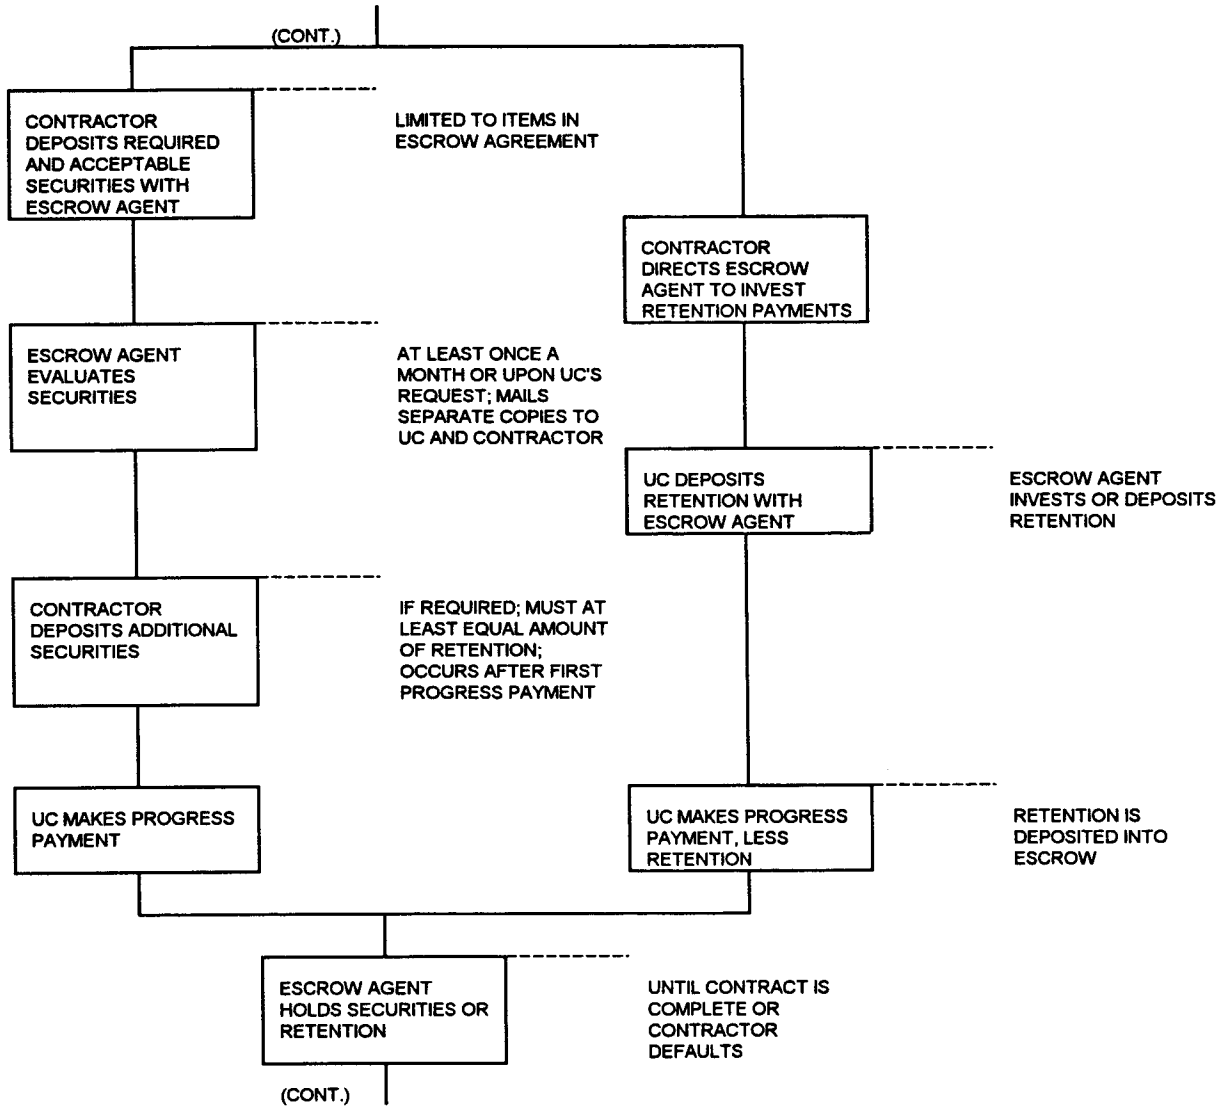 (CONT.)
CONTRACTOR
DEPOSITS REQUIRED
AND ACCEPTABLE
SECURITIES WITH
ESCROW AGENT
LIMITED TO ITEMS IN
ESCROW AGREEMENT
CONTRACTOR
DIRECTS ESCROW
AGENT TO INVEST
RETENTION PAYMENTS
ESCROW AGENT
EVALUATES
SECURITIES
AT LEAST ONCE A
MONTH OR UPON UC'S
REQUEST; MAILS
SEPARATE COPIES TO
UC AND CONTRACTOR
UC DEPOSITS
RETENTION WITH
ESCROW AGENT
ESCROW AGENT
INVESTS OR DEPOSITS
RETENTION
CONTRACTOR
DEPOSITS ADDITIONAL
SECURITIES
IF REQUIRED; MUST AT
LEAST EQUAL AMOUNT
OF RETENTION;
OCCURS AFTER FIRST
PROGRESS PAYMENT
UC MAKES PROGRESS
PAYMENT
UC MAKES PROGRESS
PAYMENT, LESS
RETENTION
RETENTION IS
DEPOSITED INTO
ESCROW
ESCROW AGENT
HOLDS SECURITIES OR
RETENTION
UNTIL CONTRACT IS
COMPLETE OR
CONTRACTOR
DEFAULTS
(CONT.)